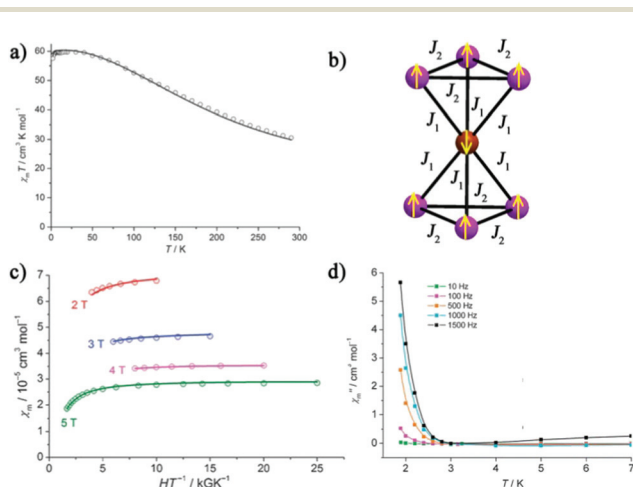 a)
60
50
40
30
20
10
0
0 50 100 150 200 250 300
χₘT / cm³ K mol⁻¹
T / K
b)
J₂ J₂
J₂ J₁
J₁ J₁
J₁ J₁
J₁ J₂
J₂ J₂
c)
7
6
5
4
3
2
1
0
2 T
3 T
4 T
5 T
0 5 10 15 20 25
χₘ / 10⁻⁵ cm³ mol⁻¹
HT⁻¹ / kGK⁻¹
d)
6
5
4
3
2
1
0
10 Hz
100 Hz
500 Hz
1000 Hz
1500 Hz
2 3 4 5 6 7
χₘ'' / cm³ mol⁻¹
T / K